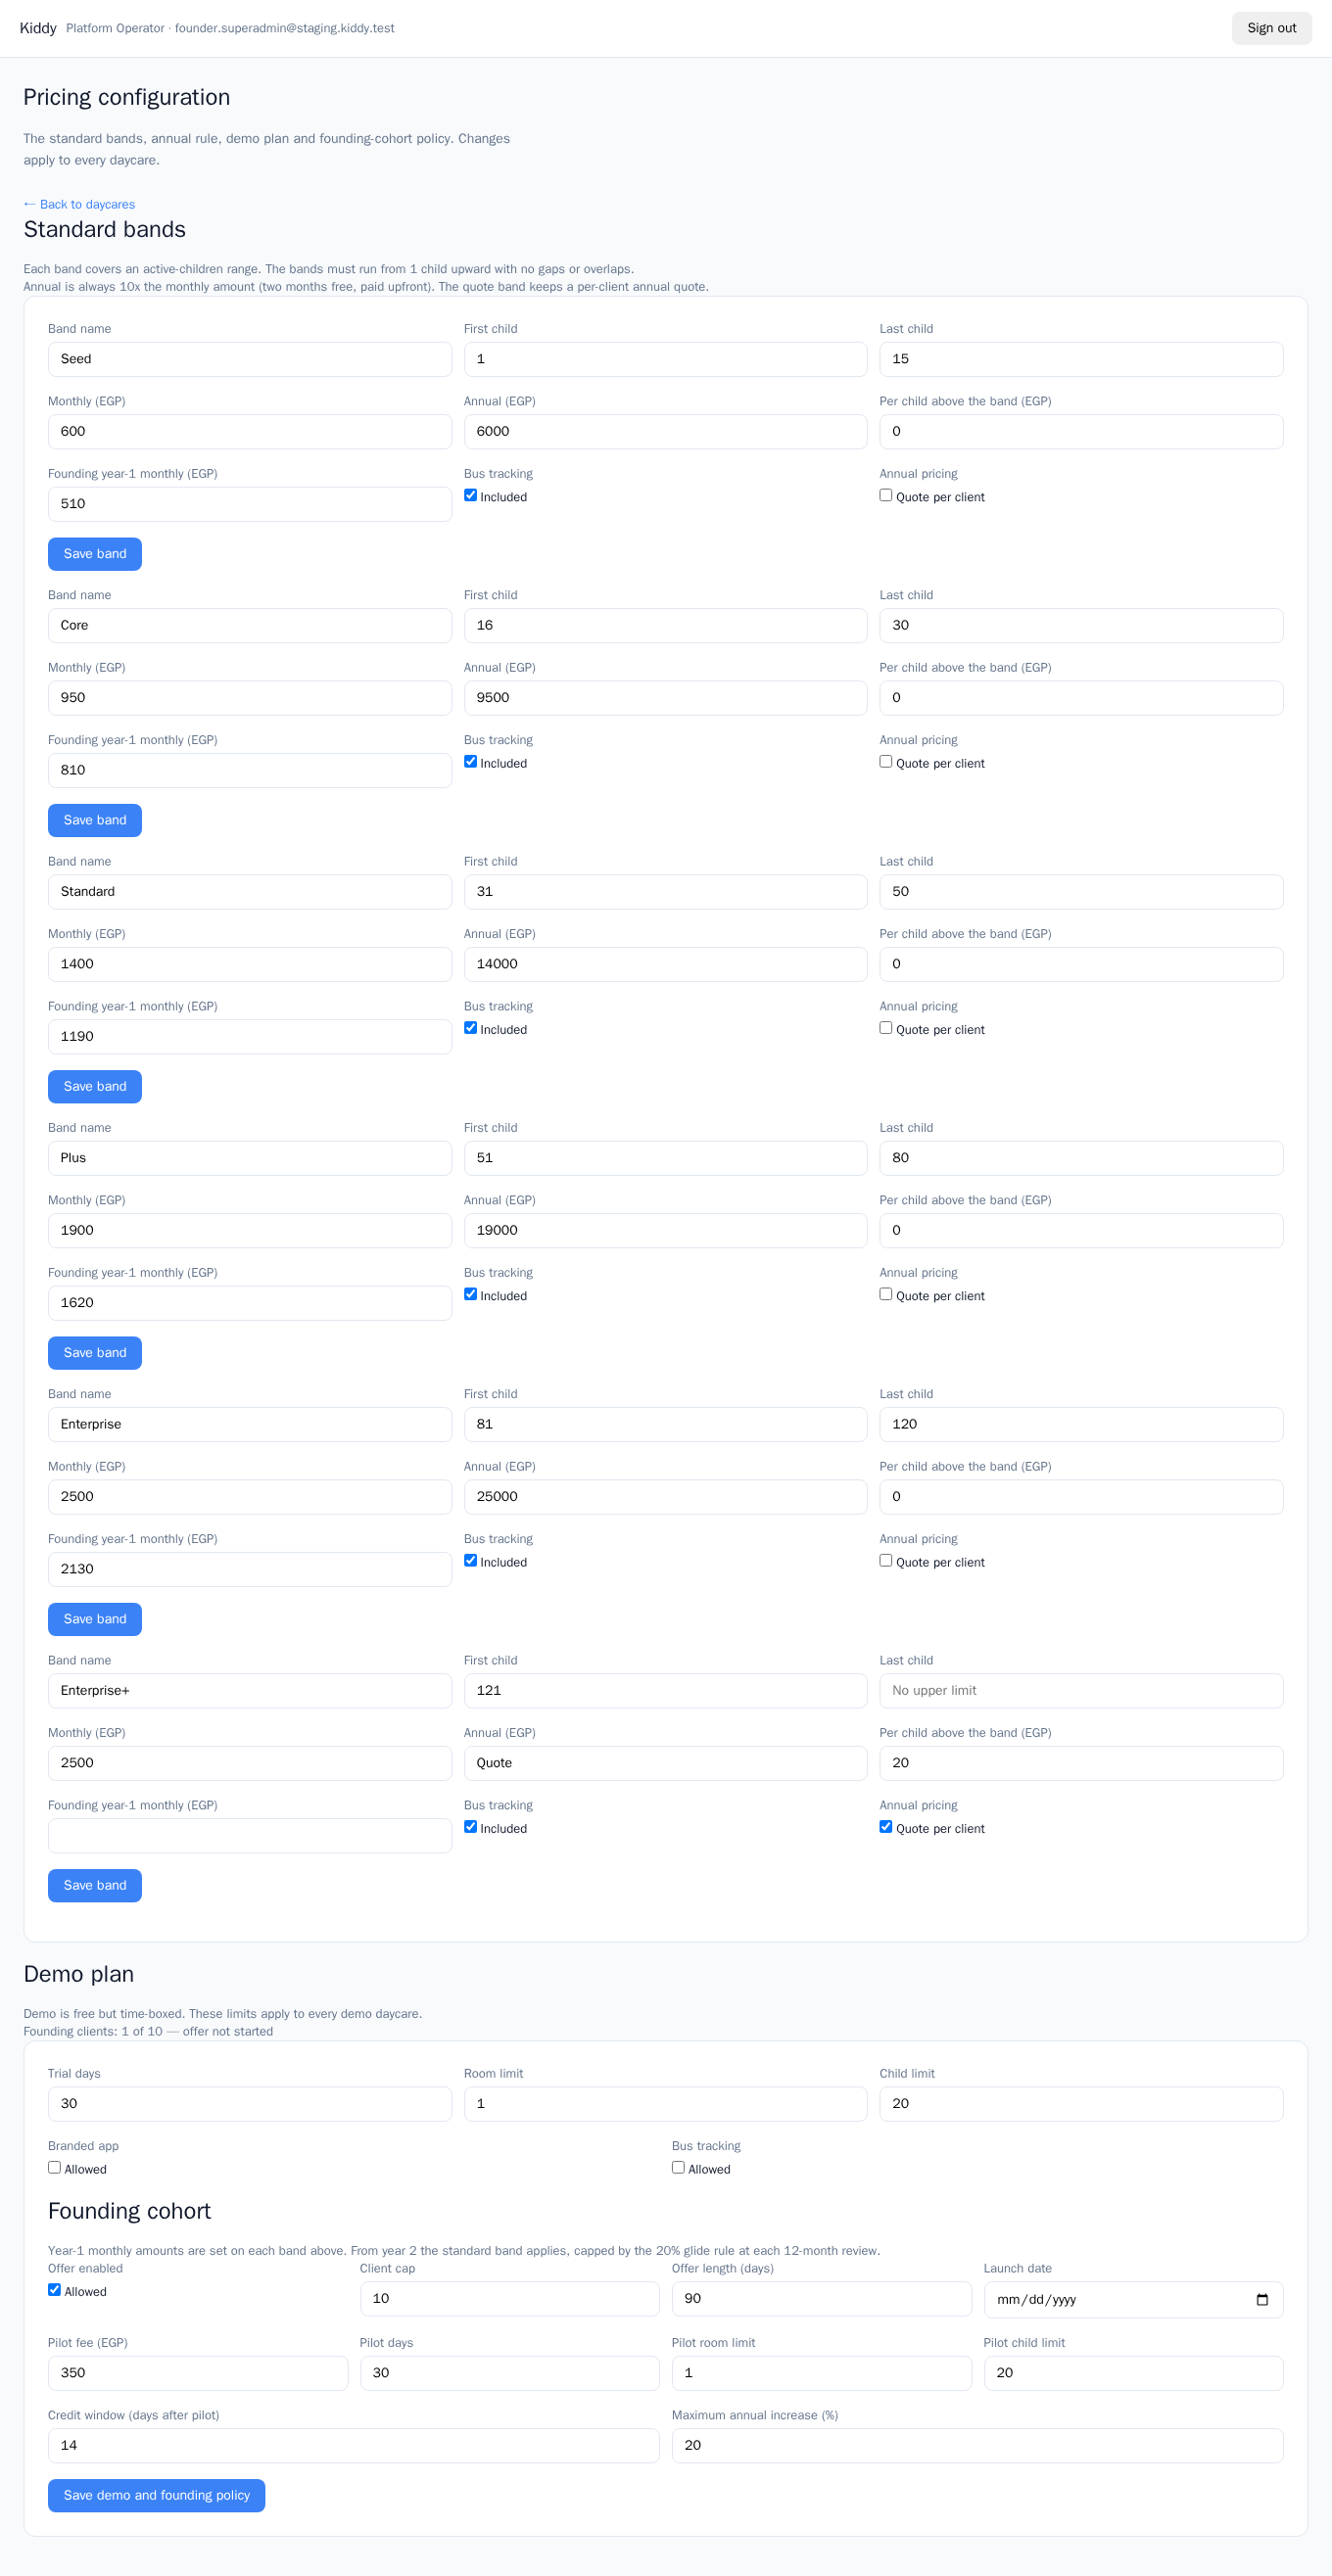 Kiddy Platform Operator · founder.superadmin@staging.kiddy.test Sign out
Pricing configuration
The standard bands, annual rule, demo plan and founding-cohort policy. Changes
apply to every daycare.
← Back to daycares
Standard bands
Each band covers an active-children range. The bands must run from 1 child upward with no gaps or overlaps.
Annual is always 10x the monthly amount (two months free, paid upfront). The quote band keeps a per-client annual quote.
Band name First child Last child
Seed 1 15
Monthly (EGP) Annual (EGP) Per child above the band (EGP)
600 6000 0
Founding year-1 monthly (EGP) Bus tracking Annual pricing
510 Included Quote per client
Save band
Band name First child Last child
Core 16 30
Monthly (EGP) Annual (EGP) Per child above the band (EGP)
950 9500 0
Founding year-1 monthly (EGP) Bus tracking Annual pricing
810 Included Quote per client
Save band
Band name First child Last child
Standard 31 50
Monthly (EGP) Annual (EGP) Per child above the band (EGP)
1400 14000 0
Founding year-1 monthly (EGP) Bus tracking Annual pricing
1190 Included Quote per client
Save band
Band name First child Last child
Plus 51 80
Monthly (EGP) Annual (EGP) Per child above the band (EGP)
1900 19000 0
Founding year-1 monthly (EGP) Bus tracking Annual pricing
1620 Included Quote per client
Save band
Band name First child Last child
Enterprise 81 120
Monthly (EGP) Annual (EGP) Per child above the band (EGP)
2500 25000 0
Founding year-1 monthly (EGP) Bus tracking Annual pricing
2130 Included Quote per client
Save band
Band name First child Last child
Enterprise+ 121 No upper limit
Monthly (EGP) Annual (EGP) Per child above the band (EGP)
2500 Quote 20
Founding year-1 monthly (EGP) Bus tracking Annual pricing
Included Quote per client
Save band
Demo plan
Demo is free but time-boxed. These limits apply to every demo daycare.
Founding clients: 1 of 10 — offer not started
Trial days Room limit Child limit
30 1 20
Branded app Bus tracking
Allowed Allowed
Founding cohort
Year-1 monthly amounts are set on each band above. From year 2 the standard band applies, capped by the 20% glide rule at each 12-month review.
Offer enabled Client cap Offer length (days) Launch date
Allowed 10 90 mm/dd/yyyy
Pilot fee (EGP) Pilot days Pilot room limit Pilot child limit
350 30 1 20
Credit window (days after pilot) Maximum annual increase (%)
14 20
Save demo and founding policy